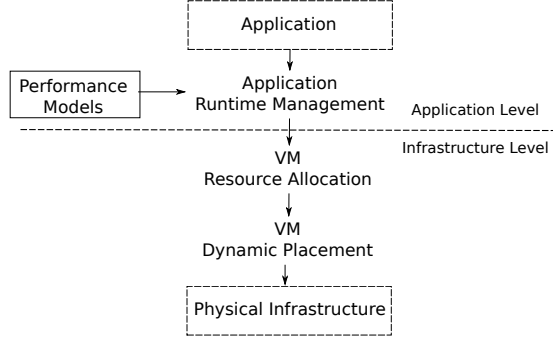 Application
Performance
Models
Application
Runtime Management
Application Level
Infrastructure Level
VM
Resource Allocation
VM
Dynamic Placement
Physical Infrastructure